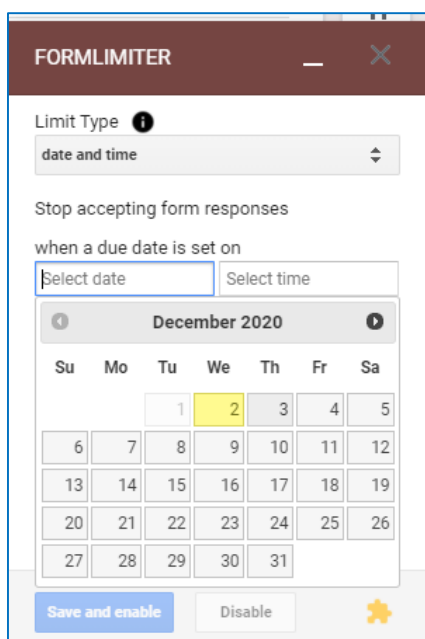 FORMLIMITER
Limit Type
date and time
Stop accepting form responses
when a due date is set on
Select date Select time
December 2020
Su Mo Tu We Th Fr Sa
1 2 3 4 5
6 7 8 9 10 11 12
13 14 15 16 17 18 19
20 21 22 23 24 25 26
27 28 29 30 31
Save and enable Disable